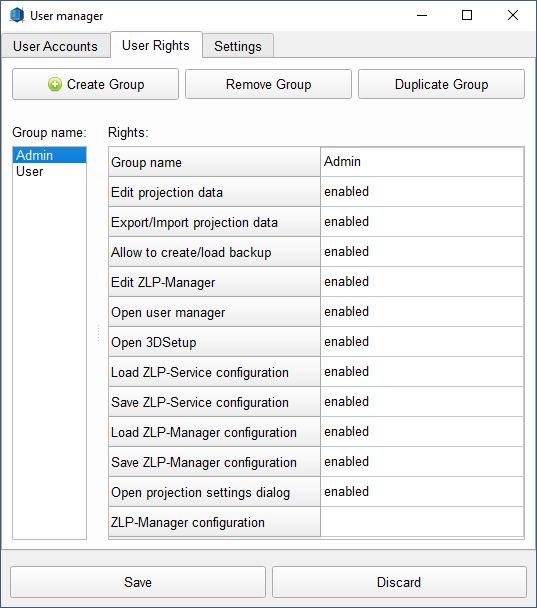 User manager
User Accounts User Rights Settings
Create Group Remove Group Duplicate Group
Group name: Rights:
Admin
User
Group name Admin
Edit projection data enabled
Export/Import projection data enabled
Allow to create/load backup enabled
Edit ZLP-Manager enabled
Open user manager enabled
Open 3DSetup enabled
Load ZLP-Service configuration enabled
Save ZLP-Service configuration enabled
Load ZLP-Manager configuration enabled
Save ZLP-Manager configuration enabled
Open projection settings dialog enabled
ZLP-Manager configuration
Save Discard